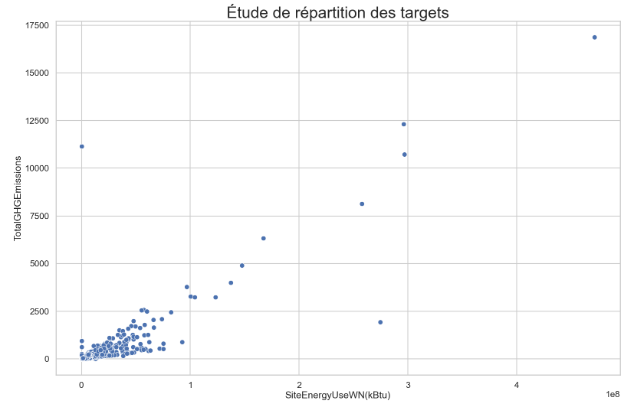 Étude de répartition des targets
17500
15000
12500
10000
7500
5000
2500
0
TotalGHGEmissions
0 1 2 3 4
1e8
SiteEnergyUseWN(kBtu)